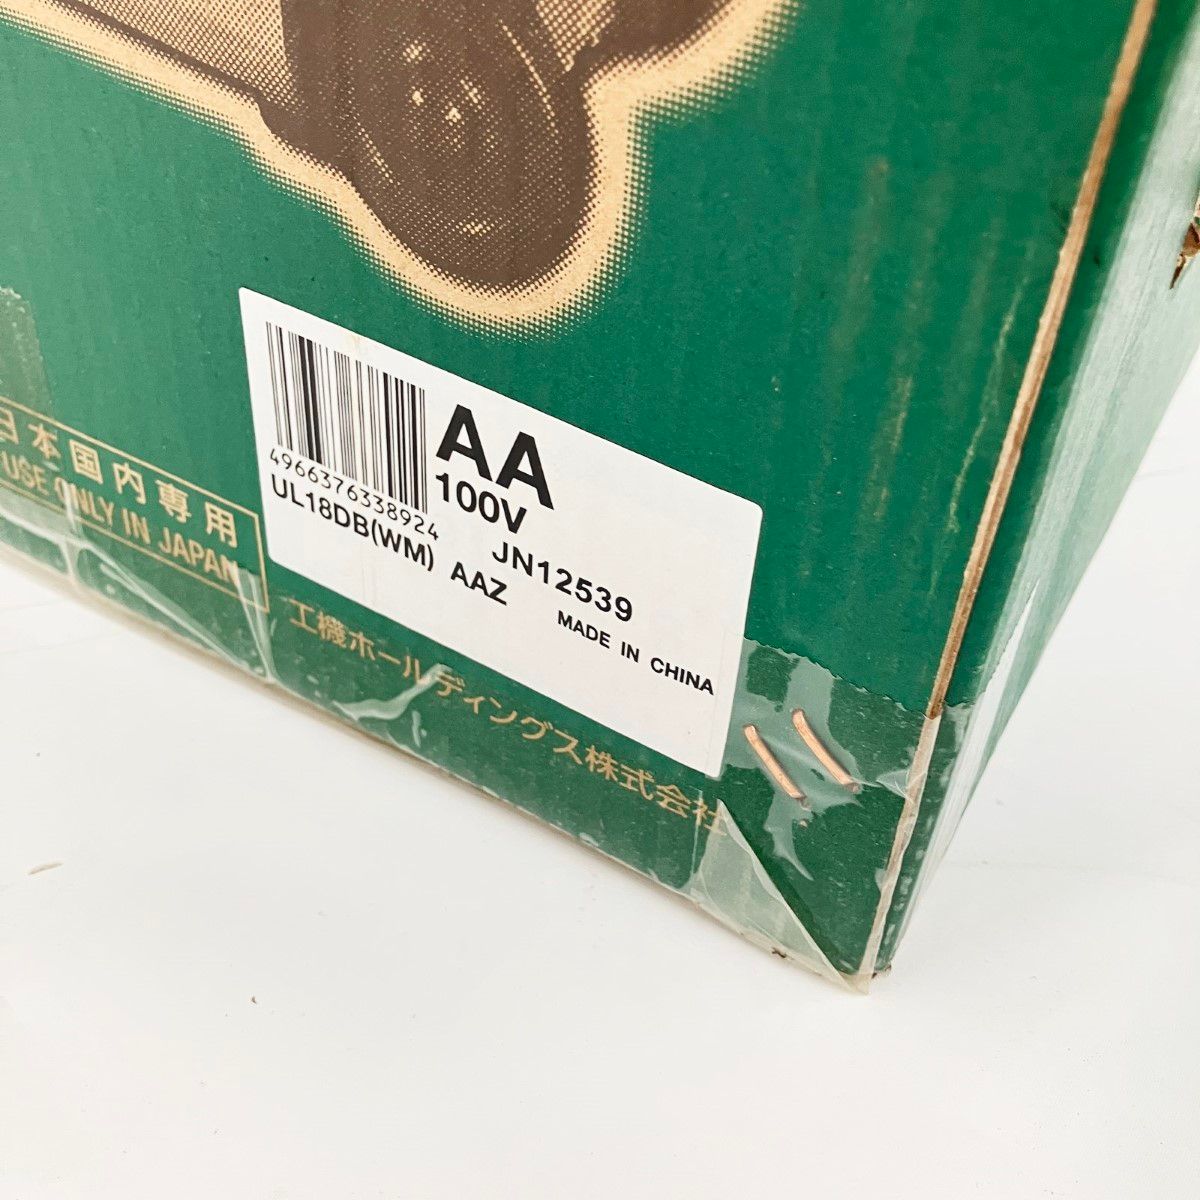 日本国内専用
USE ONLY IN JAPAN
AA
100V
4966376338924
JN12539
UL18DB(WM) AAZ
MADE IN CHINA
工機ホールディングス株式会社